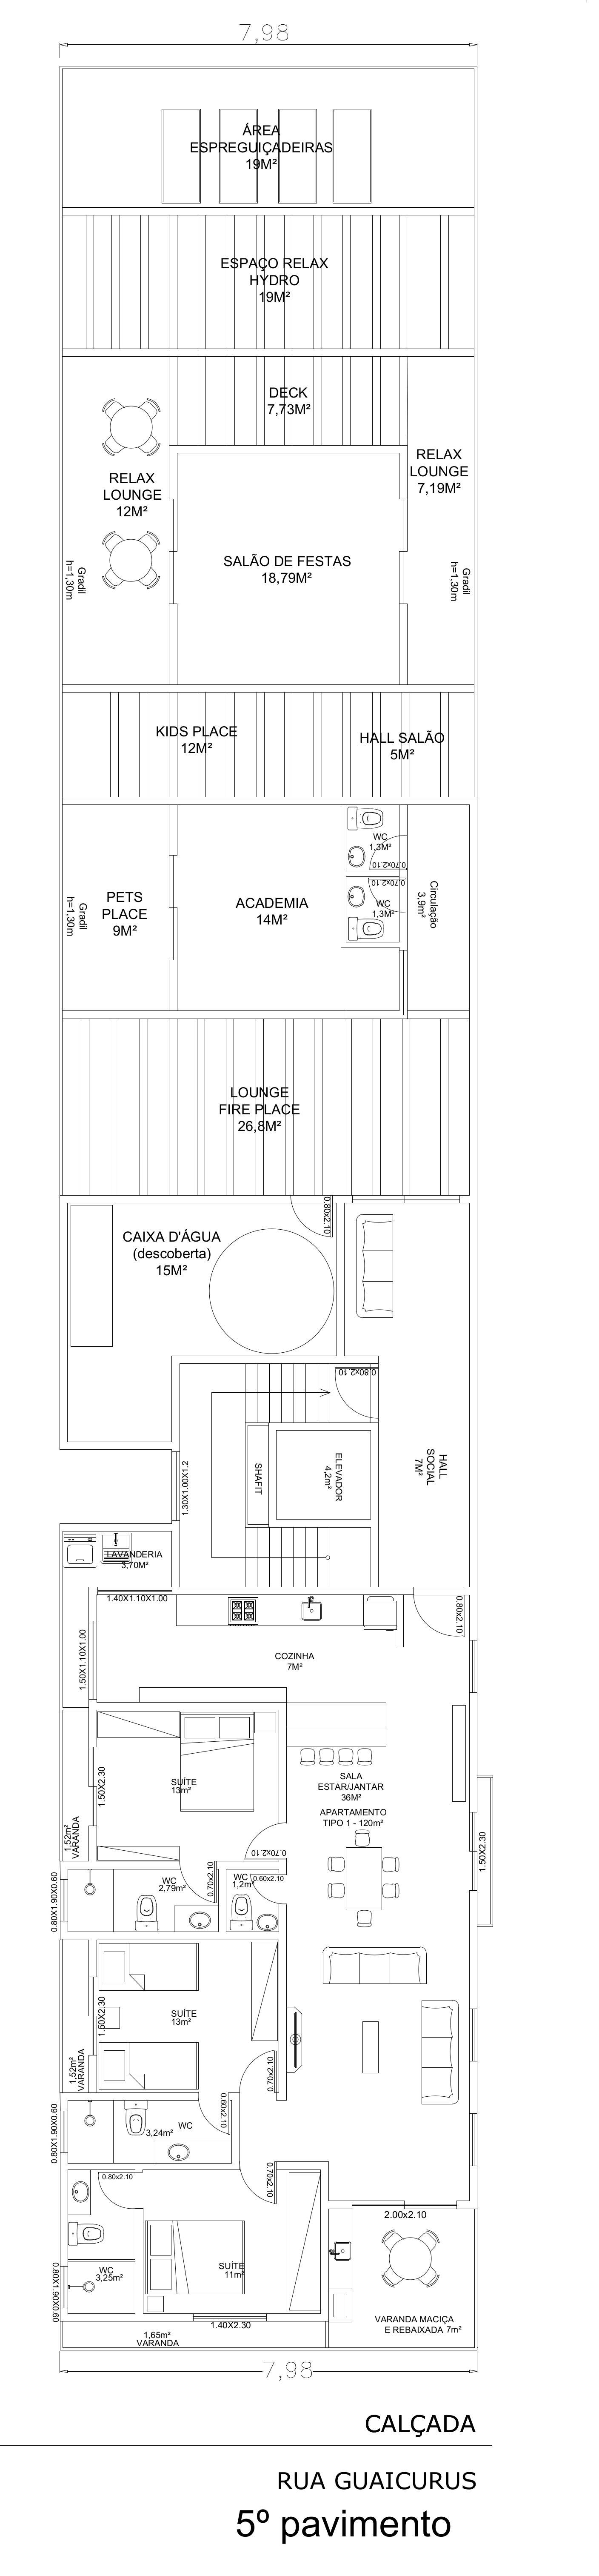 7,98
ÁREA
ESPREGUIÇADEIRAS
19M²
ESPAÇO RELAX
HYDRO
19M²
DECK
7,73M²
RELAX
LOUNGE
7,19M²
RELAX
LOUNGE
12M²
SALÃO DE FESTAS
18,79M²
Gradil
h=1,30m
Gradil
h=1,30m
KIDS PLACE
12M²
HALL SALÃO
5M²
WC
1,3M²
0.70x2.10
0.70x2.10
WC
1,3M²
Circulação
3,9m²
PETS
PLACE
9M²
ACADEMIA
14M²
Gradil
h=1,30m
LOUNGE
FIRE PLACE
26,8M²
0.80x2.10
CAIXA D'ÁGUA
(descoberta)
15M²
0.80x2.10
SHAFIT
ELEVADOR
4,2m²
HALL
SOCIAL
7M²
1.30X1.00X1.2
LAVANDERIA
3,70M²
1.40X1.10X1.00
0.80x2.10
1.50X1.10X1.00
COZINHA
7M²
SUÍTE
13m²
1.50X2.30
SALA
ESTAR/JANTAR
36M²
APARTAMENTO
TIPO 1 - 120m²
1,52m²
VARANDA
0.70x2.10
1.50X2.30
WC
2,79m²
0.70x2.10
WC
1,2m²
0.60x2.10
0.80X1.90X0.60
SUÍTE
13m²
1.50X2.30
1,52m²
VARANDA
0.70x2.10
0.60x2.10
WC
3,24m²
0.80X1.90X0.60
0.80x2.10
0.70x2.10
2.00x2.10
SUÍTE
11m²
WC
3,25m²
0.80X1.90X0.60
1.40X2.30
VARANDA MACIÇA
E REBAIXADA 7m²
1,65m²
VARANDA
7,98
CALÇADA
RUA GUAICURUS
5º pavimento